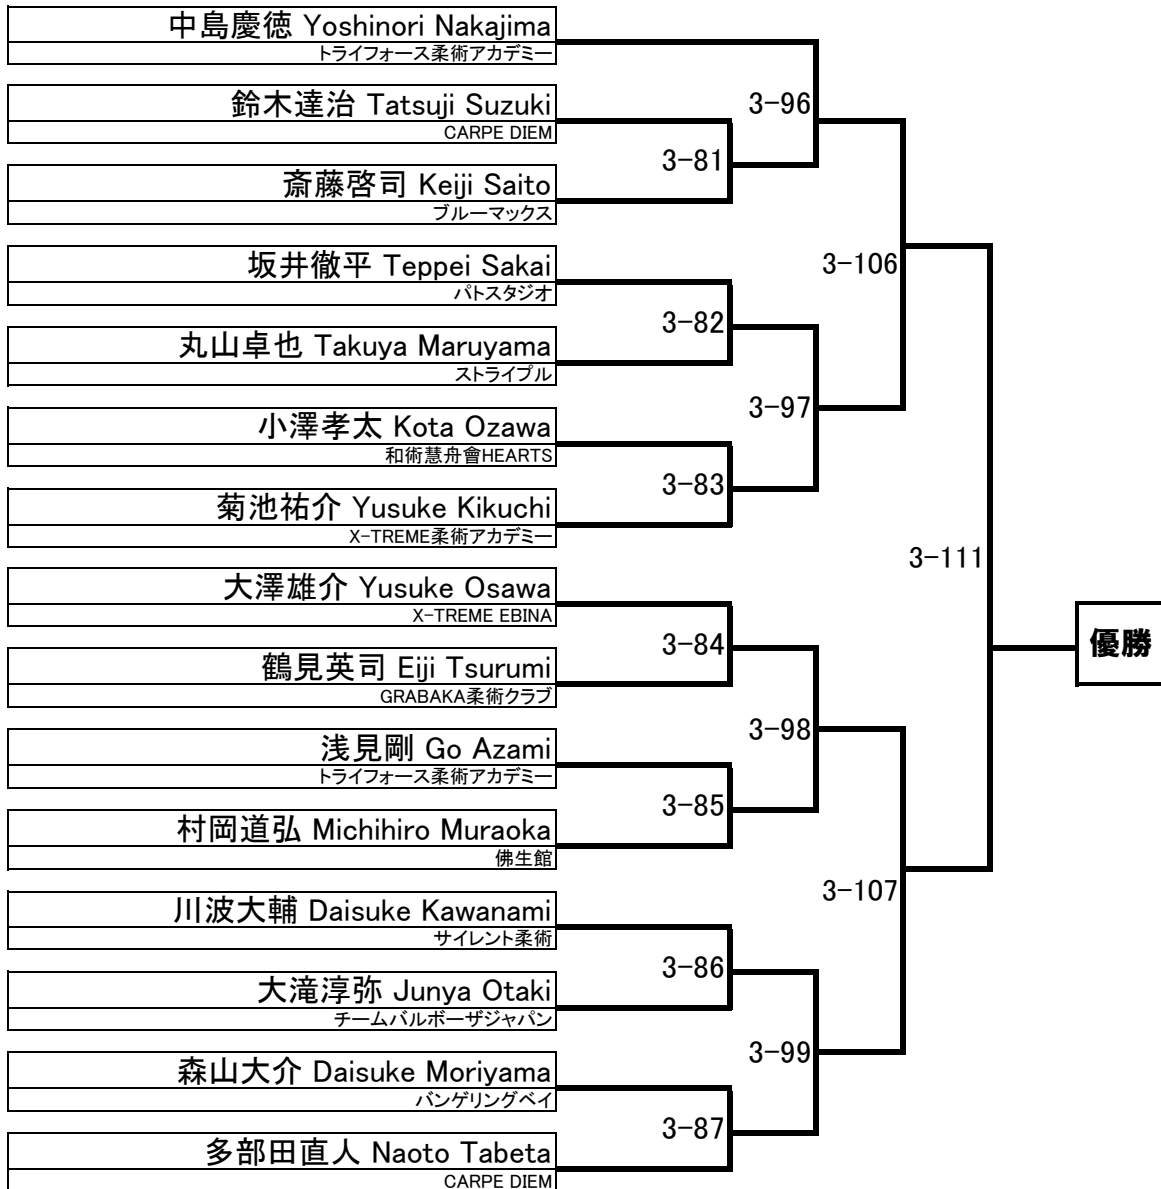 中島慶徳 Yoshinori Nakajima
トライフォース柔術アカデミー
鈴木達治 Tatsuji Suzuki
CARPE DIEM
斎藤啓司 Keiji Saito
ブルーマックス
坂井徹平 Teppei Sakai
パトスタジオ
丸山卓也 Takuya Maruyama
ストライプル
小澤孝太 Kota Ozawa
和術慧舟會HEARTS
菊池祐介 Yusuke Kikuchi
X-TREME柔術アカデミー
大澤雄介 Yusuke Osawa
X-TREME EBINA
鶴見英司 Eiji Tsurumi
GRABAKA柔術クラブ
浅見剛 Go Azami
トライフォース柔術アカデミー
村岡道弘 Michihiro Muraoka
佛生館
川波大輔 Daisuke Kawanami
サイレント柔術
大滝淳弥 Junya Otaki
チームバルボーザジャパン
森山大介 Daisuke Moriyama
バンゲリングベイ
多部田直人 Naoto Tabeta
CARPE DIEM
3-81
3-82
3-83
3-84
3-85
3-86
3-87
3-96
3-97
3-98
3-99
3-106
3-107
3-111
優勝